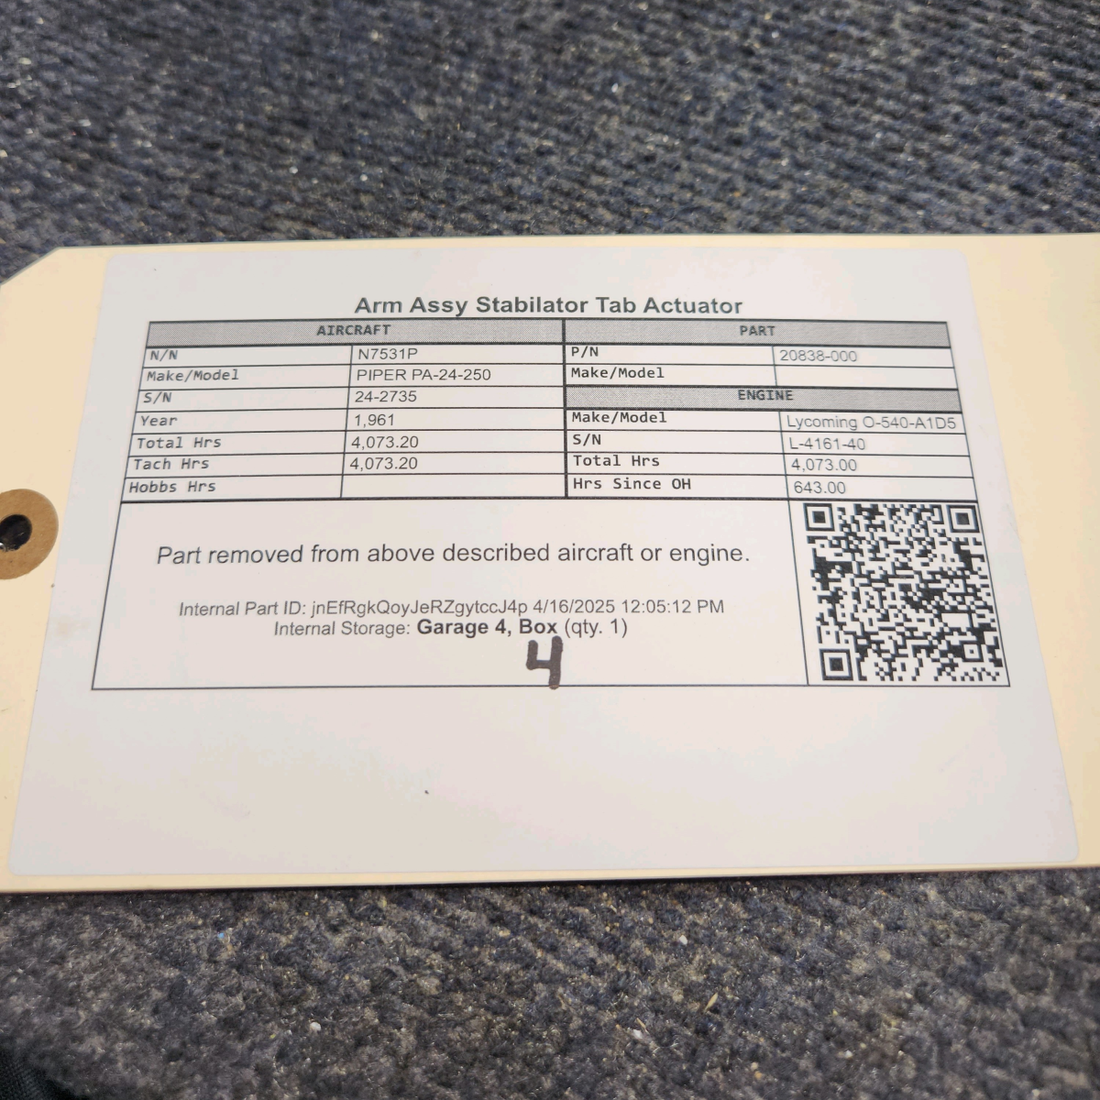 Arm Assy Stabilator Tab Actuator
AIRCRAFT PART
N/N N7531P P/N 20838-000
Make/Model PIPER PA-24-250 Make/Model
S/N 24-2735 ENGINE
Year 1,961 Make/Model Lycoming O-540-A1D5
Total Hrs 4,073.20 S/N L-4161-40
Tach Hrs 4,073.20 Total Hrs 4,073.00
Hobbs Hrs Hrs Since OH 643.00
Part removed from above described aircraft or engine.
Internal Part ID: jnEfRgkQoyJeRZgytccJ4p 4/16/2025 12:05:12 PM
Internal Storage: Garage 4, Box (qty. 1)
4